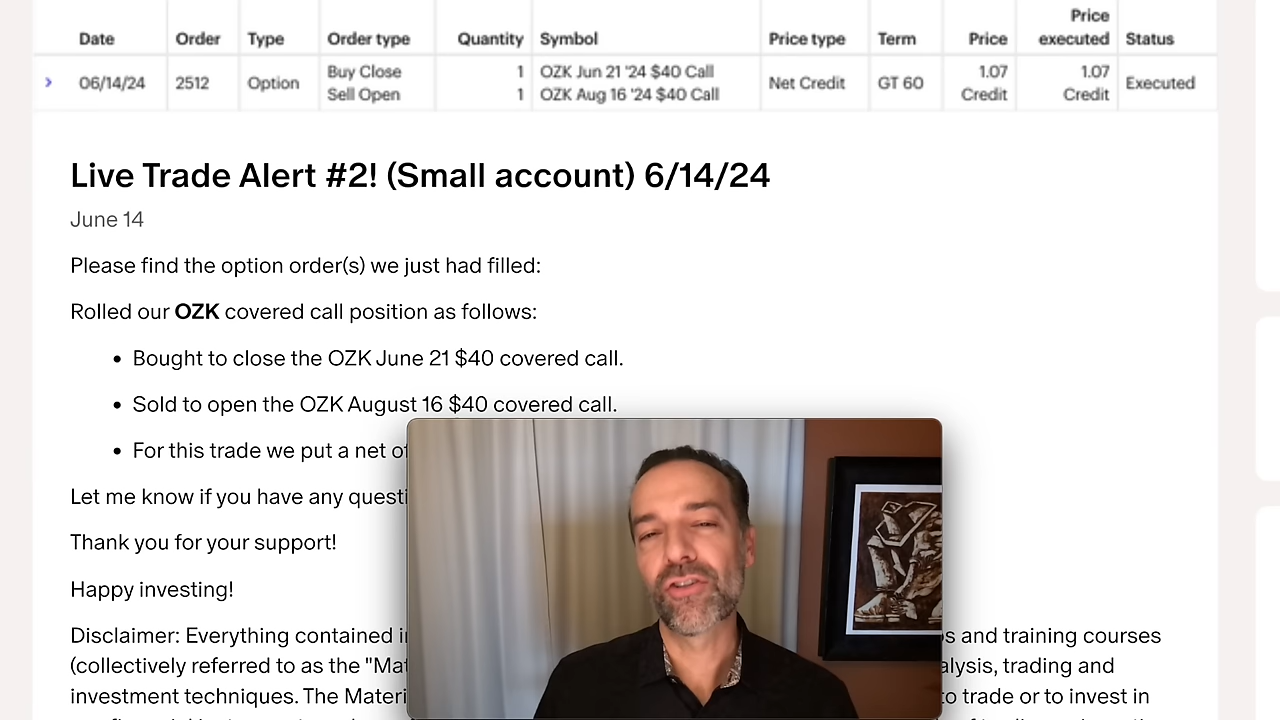 Price
Date Order Type Order type Quantity Symbol Price type Term Price executed Status
Buy Close 1 OZK Jun 21 '24 $40 Call 1.07 1.07
06/14/24 2512 Option Net Credit GT 60 Executed
Sell Open 1 OZK Aug 16 '24 $40 Call Credit Credit
Live Trade Alert #2! (Small account) 6/14/24
June 14
Please find the option order(s) we just had filled:
Rolled our OZK covered call position as follows:
• Bought to close the OZK June 21 $40 covered call.
• Sold to open the OZK August 16 $40 covered call.
• For this trade we put a net of
Let me know if you have any questi
Thank you for your support!
Happy investing!
Disclaimer: Everything contained i s and training courses
(collectively referred to as the "Mat alysis, trading and
investment techniques. The Materi to trade or to invest in